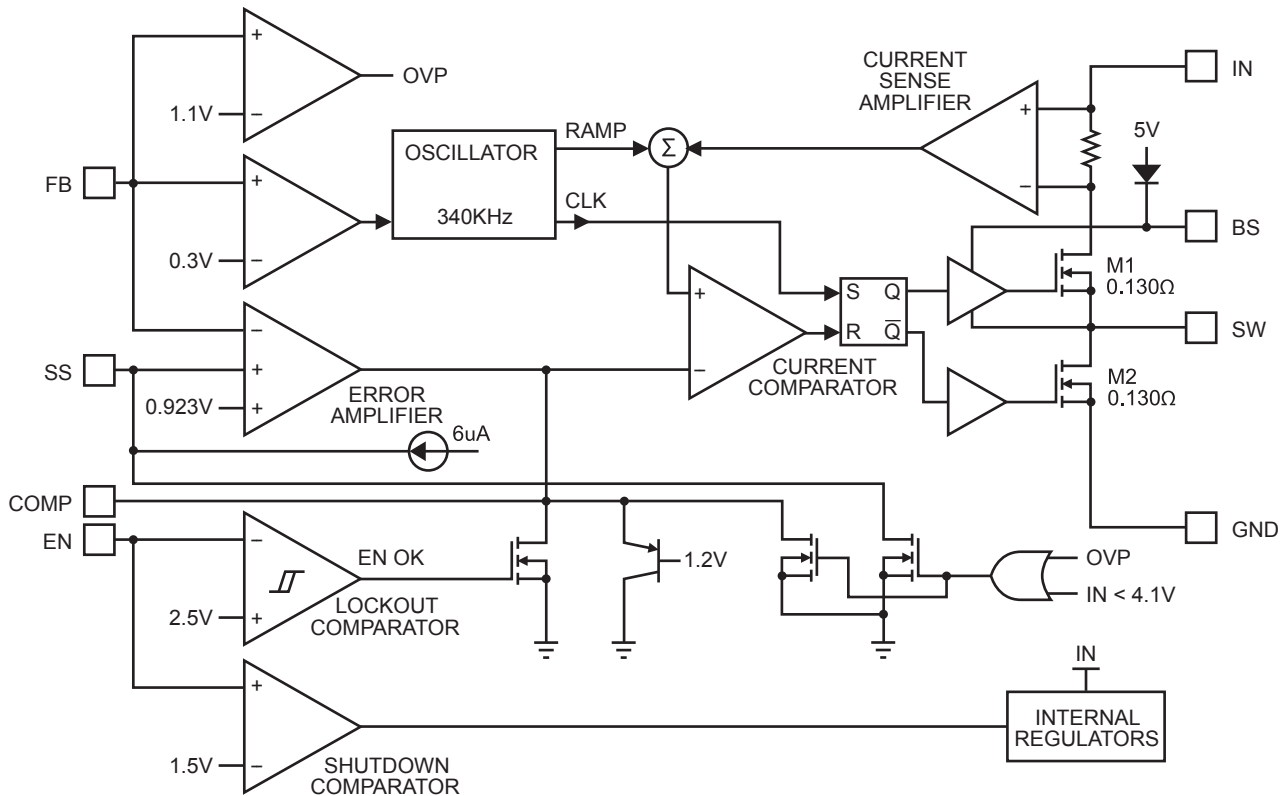 +
OVP
1.1V
−
FB
+
0.3V
−
OSCILLATOR
340KHz
RAMP
CLK
Σ
CURRENT
SENSE
AMPLIFIER
+
−
IN
5V
BS
M1
0.130Ω
SW
M2
0.130Ω
GND
S Q
R Q̅
+
−
CURRENT
COMPARATOR
SS
−
+
0.923V
+
ERROR
AMPLIFIER
6uA
COMP
EN
−
EN OK
2.5V
+
LOCKOUT
COMPARATOR
1.2V
OVP
IN < 4.1V
+
1.5V
−
SHUTDOWN
COMPARATOR
IN
INTERNAL
REGULATORS